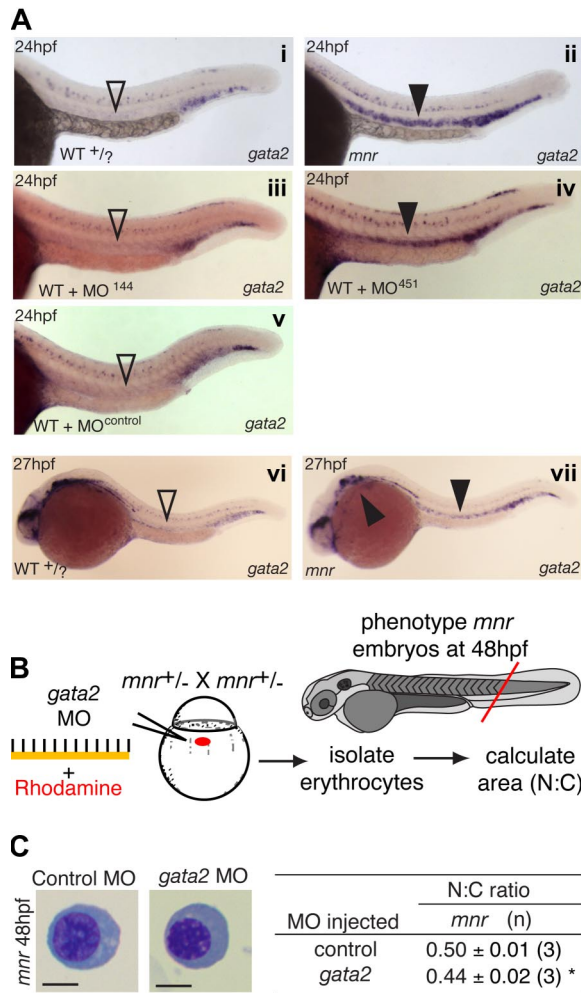 A
24hpf
i
WT +/?
gata2
24hpf
ii
mnr
gata2
24hpf
iii
WT + MO 144
gata2
24hpf
iv
WT + MO451
gata2
24hpf
v
WT + MOcontrol
gata2
27hpf
vi
WT +/?
gata2
27hpf
vii
mnr
gata2
B
gata2
MO
+
Rhodamine
mnr+/- X mnr+/-
phenotype mnr
embryos at 48hpf
isolate
erythrocytes
calculate
area (N:C)
C
Control MO
gata2 MO
mnr 48hpf
N:C ratio
MO injected mnr (n)
control 0.50 ± 0.01 (3)
gata2 0.44 ± 0.02 (3) *